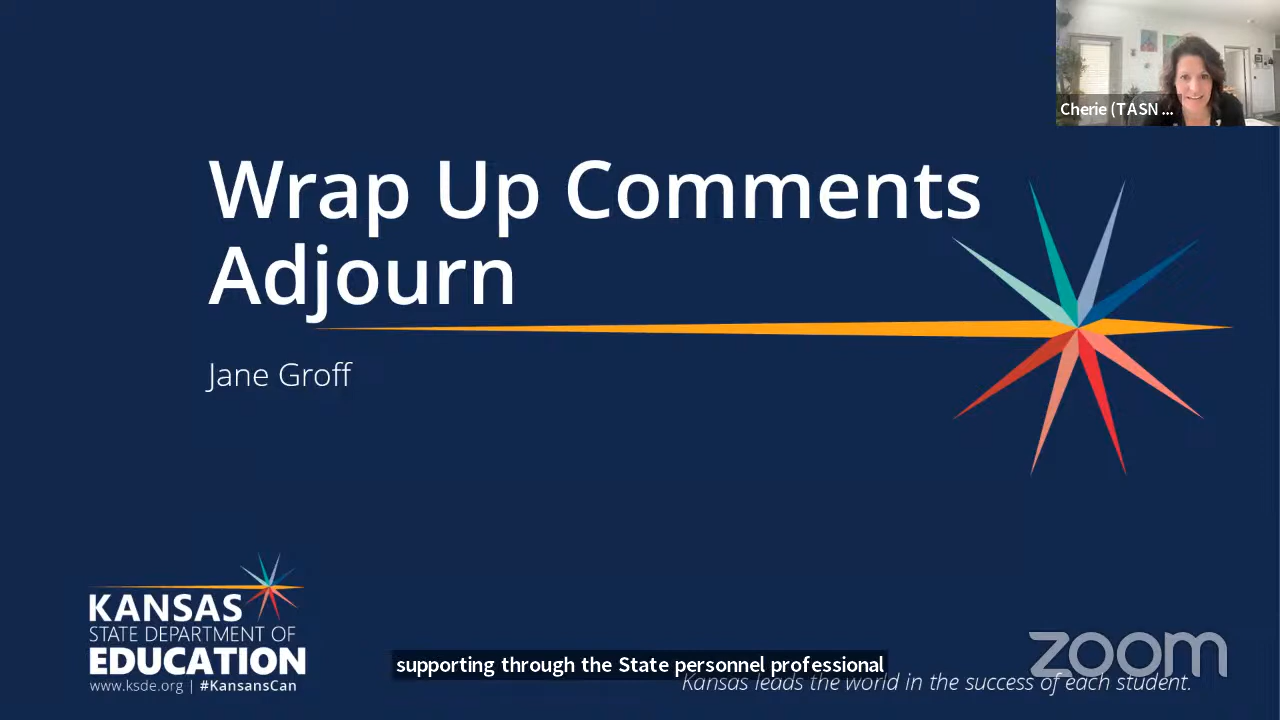 Cherie (TASN ...
Wrap Up Comments
Adjourn
Jane Groff
KANSAS
STATE DEPARTMENT OF
EDUCATION
www.ksde.org | #KansansCan
supporting through the State personnel professional
Kansas leads the world in the success of each student.
zoom